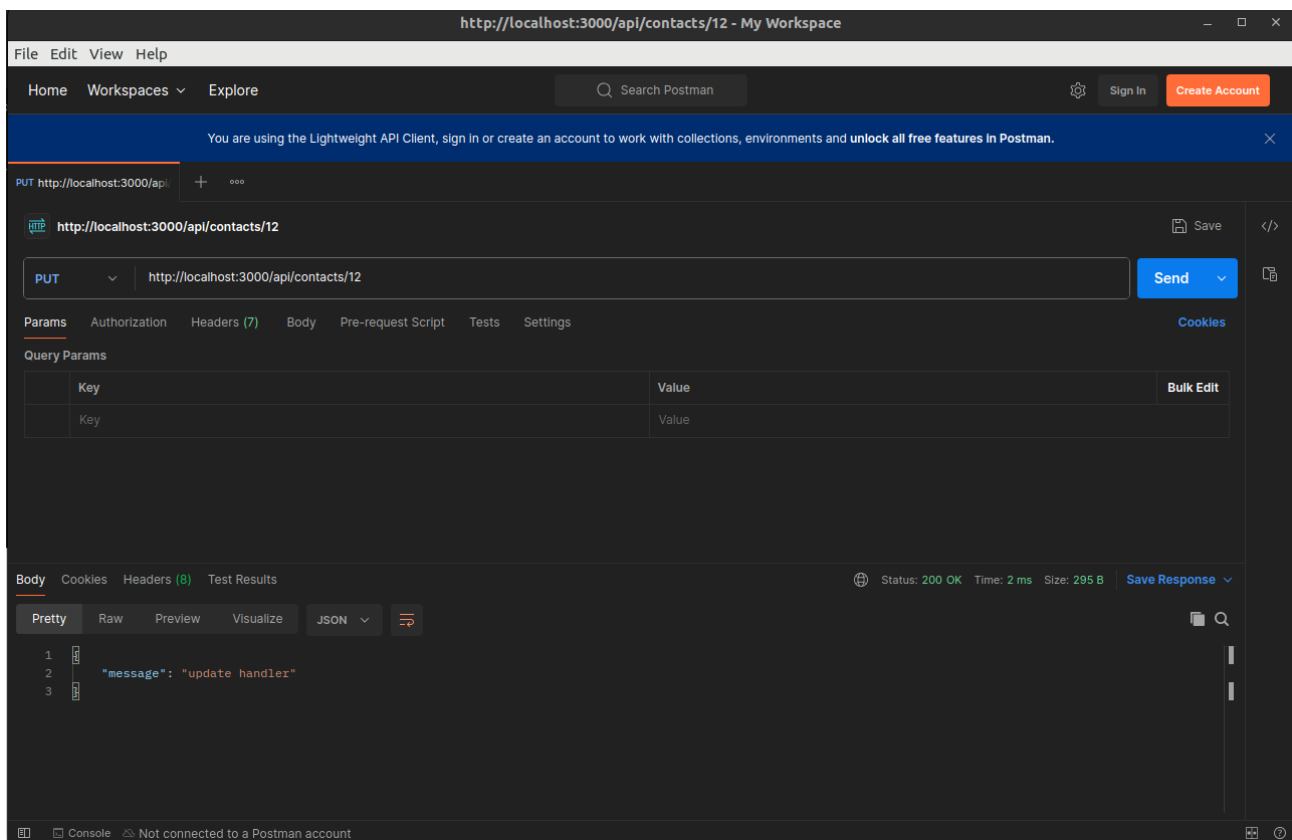 http://localhost:3000/api/contacts/12 - My Workspace
File Edit View Help
Home Workspaces Explore Search Postman Sign In Create Account
You are using the Lightweight API Client, sign in or create an account to work with collections, environments and unlock all free features in Postman.
PUT http://localhost:3000/api/
HTTP http://localhost:3000/api/contacts/12 Save </>
PUT http://localhost:3000/api/contacts/12 Send
Params Authorization Headers (7) Body Pre-request Script Tests Settings Cookies
Query Params
Key Value Bulk Edit
Key Value
Body Cookies Headers (8) Test Results Status: 200 OK Time: 2 ms Size: 295 B Save Response
Pretty Raw Preview Visualize JSON
1 {
2 "message": "update handler"
3 }
Console Not connected to a Postman account